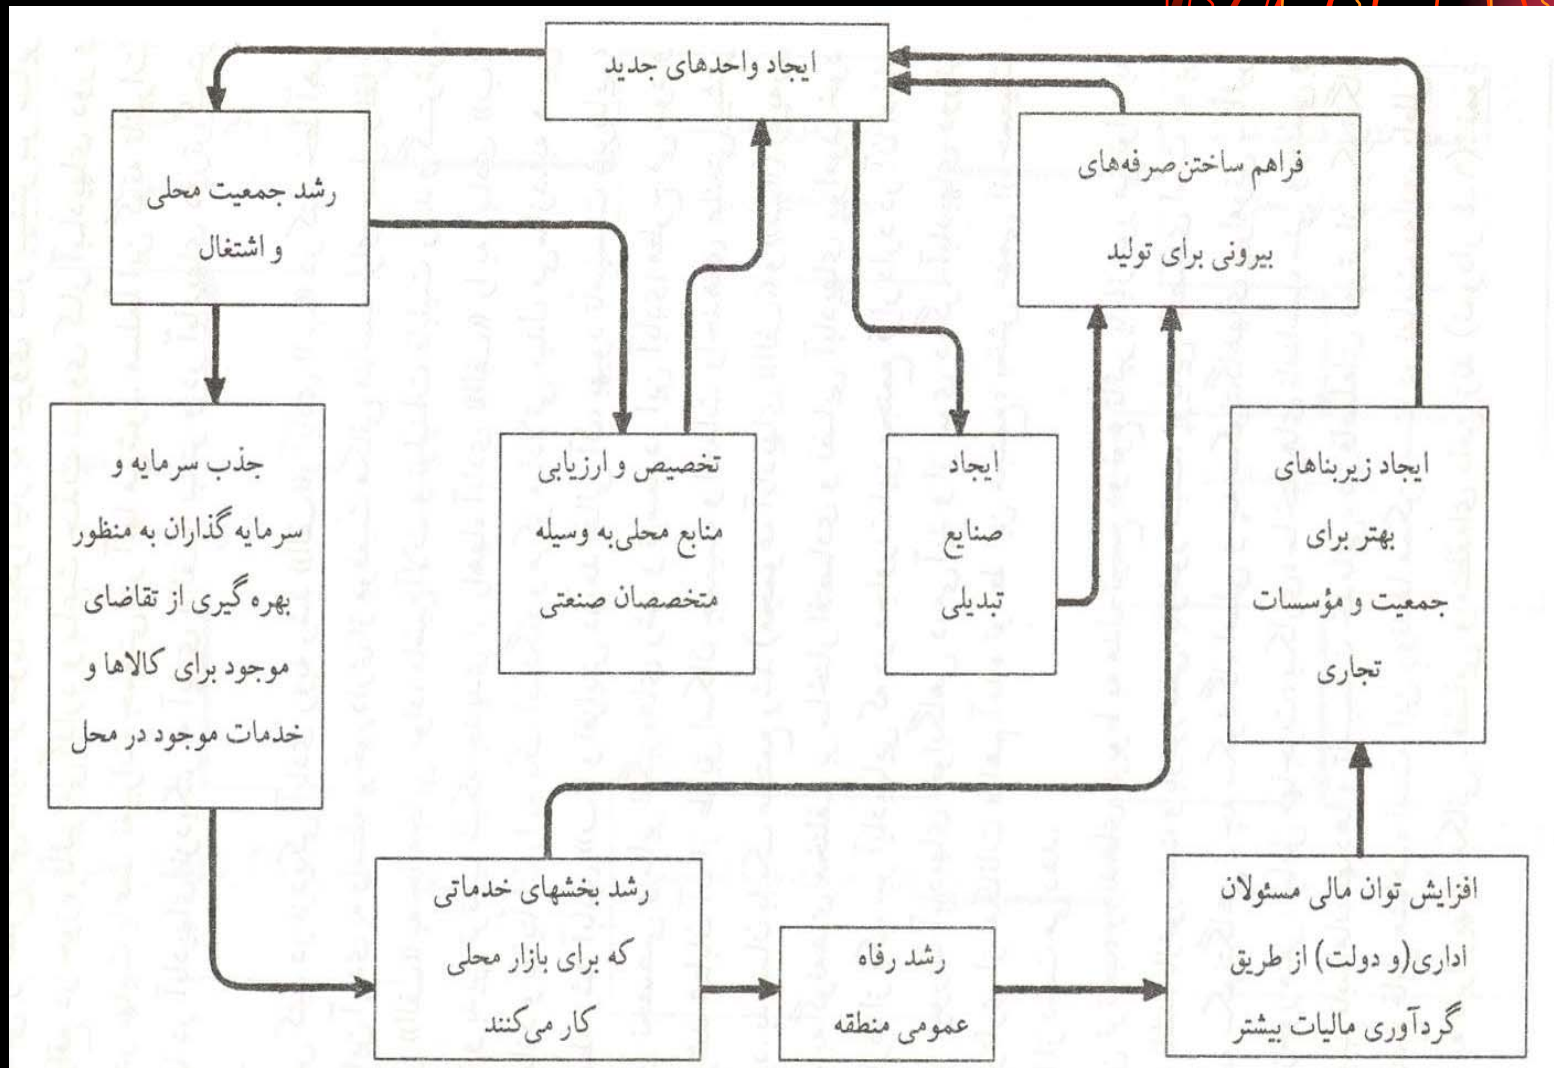 ایجاد واحدهای جدید
رشد جمعیت محلی
و اشتغال
فراهم ساختن صرفه‌های
بیرونی برای تولید
جذب سرمایه و
سرمایه گذاران به منظور
بهره گیری از تقاضای
موجود برای کالاها و
خدمات موجود در محل
تخصیص و ارزیابی
منابع محلی به وسیله
متخصصان صنعتی
ایجاد
صنایع
تبدیلی
ایجاد زیربناهای
بهتر برای
جمعیت و مؤسسات
تجاری
رشد بخشهای خدماتی
که برای بازار محلی
کار می‌کنند
رشد رفاه
عمومی منطقه
افزایش توان مالی مسئولان
اداری (و دولت) از طریق
گردآوری مالیات بیشتر